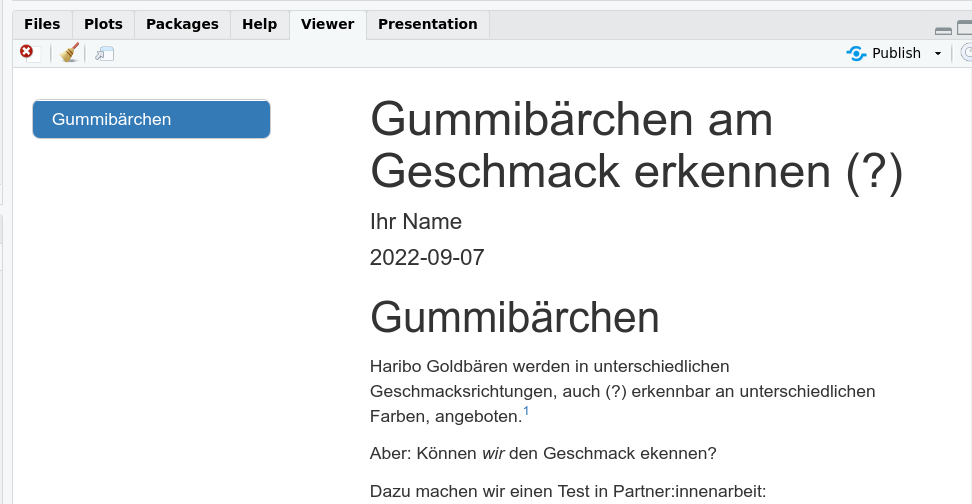 Files Plots Packages Help Viewer Presentation
Publish
Gummibärchen
Gummibärchen am
Geschmack erkennen (?)
Ihr Name
2022-09-07
Gummibärchen
Haribo Goldbären werden in unterschiedlichen
Geschmacksrichtungen, auch (?) erkennbar an unterschiedlichen
Farben, angeboten.1
Aber: Können wir den Geschmack ekennen?
Dazu machen wir einen Test in Partner:innenarbeit: